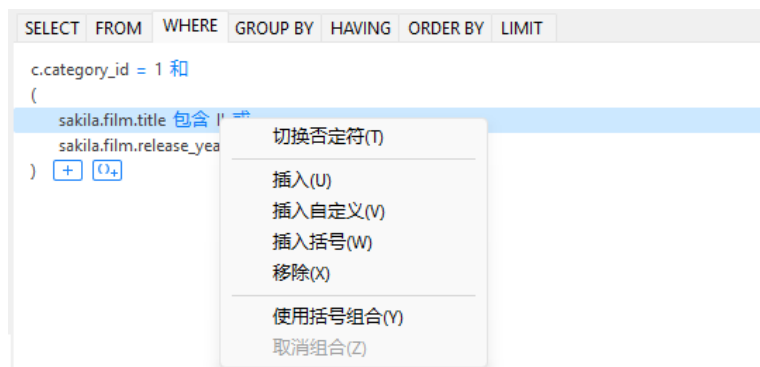 SELECT FROM WHERE GROUP BY HAVING ORDER BY LIMIT
c.category_id = 1 和
(
sakila.film.title 包含
sakila.film.release_yea
)
切换否定符(T)
插入(U)
插入自定义(V)
插入括号(W)
移除(X)
使用括号组合(Y)
取消组合(Z)